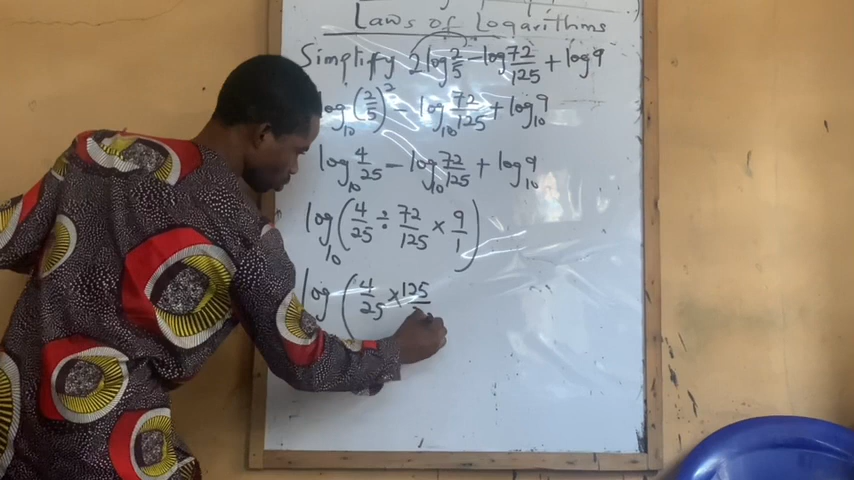 Laws of Logarithms
Simplify 2log 2/5 - log 72/125 + log 9
log₁₀ (2/5)² - log₁₀ 72/125 + log₁₀ 9
log₁₀ 4/25 - log₁₀ 72/125 + log₁₀ 9
log₁₀ (4/25 ÷ 72/125 × 9/1)
log (4/25 × 125/